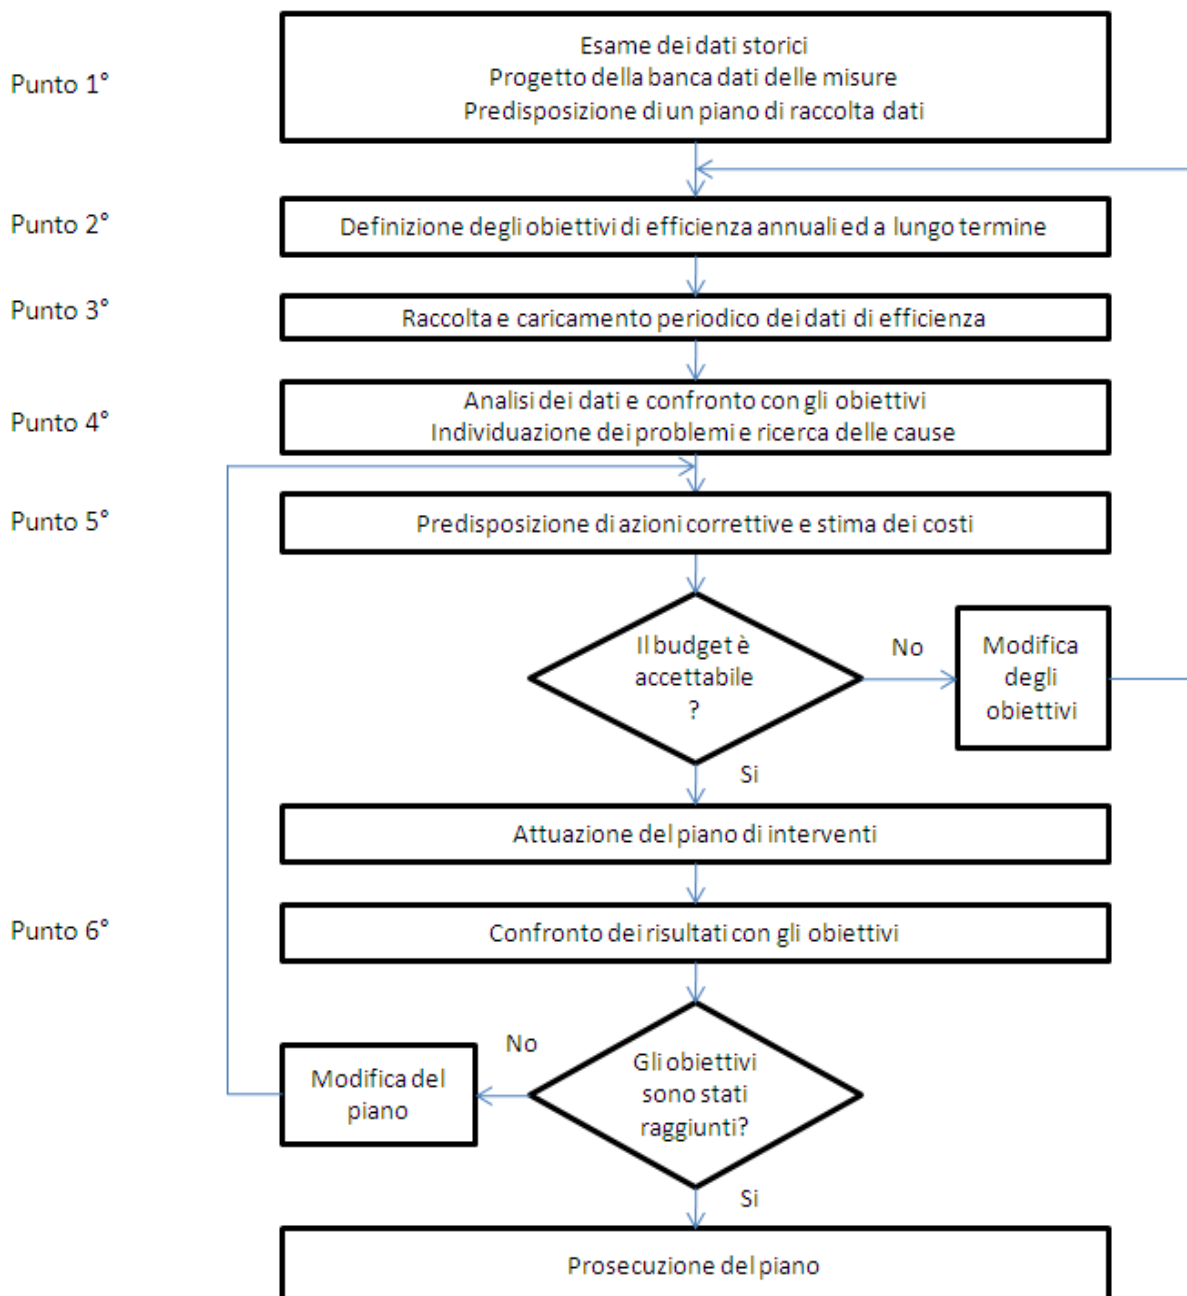 Punto 1°
Esame dei dati storici
Progetto della banca dati delle misure
Predisposizione di un piano di raccolta dati
Punto 2°
Definizione degli obiettivi di efficienza annuali ed a lungo termine
Punto 3°
Raccolta e caricamento periodico dei dati di efficienza
Punto 4°
Analisi dei dati e confronto con gli obiettivi
Individuazione dei problemi e ricerca delle cause
Punto 5°
Predisposizione di azioni correttive e stima dei costi
Il budget è
accettabile
?
No
Modifica
degli
obiettivi
Si
Attuazione del piano di interventi
Punto 6°
Confronto dei risultati con gli obiettivi
Gli obiettivi
sono stati
raggiunti?
No
Modifica del
piano
Si
Prosecuzione del piano